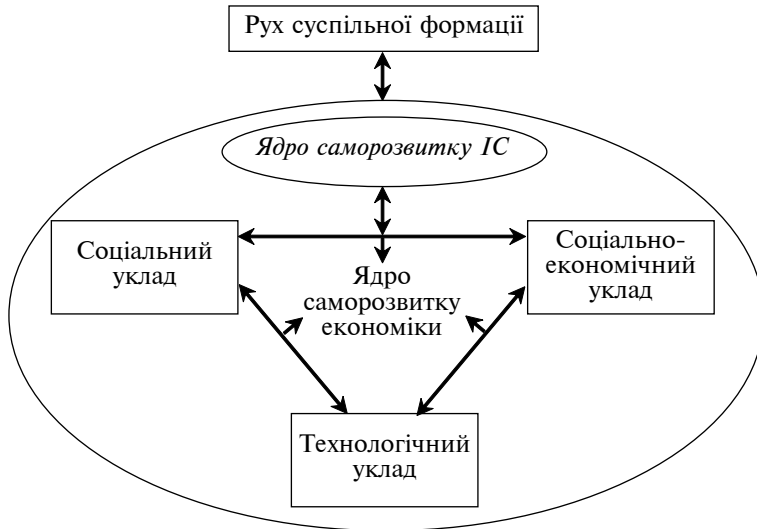 Рух суспільної формації
Ядро саморозвитку ІС
Соціальний
уклад
Соціально-
економічний
уклад
Ядро
саморозвитку
економіки
Технологічний
уклад